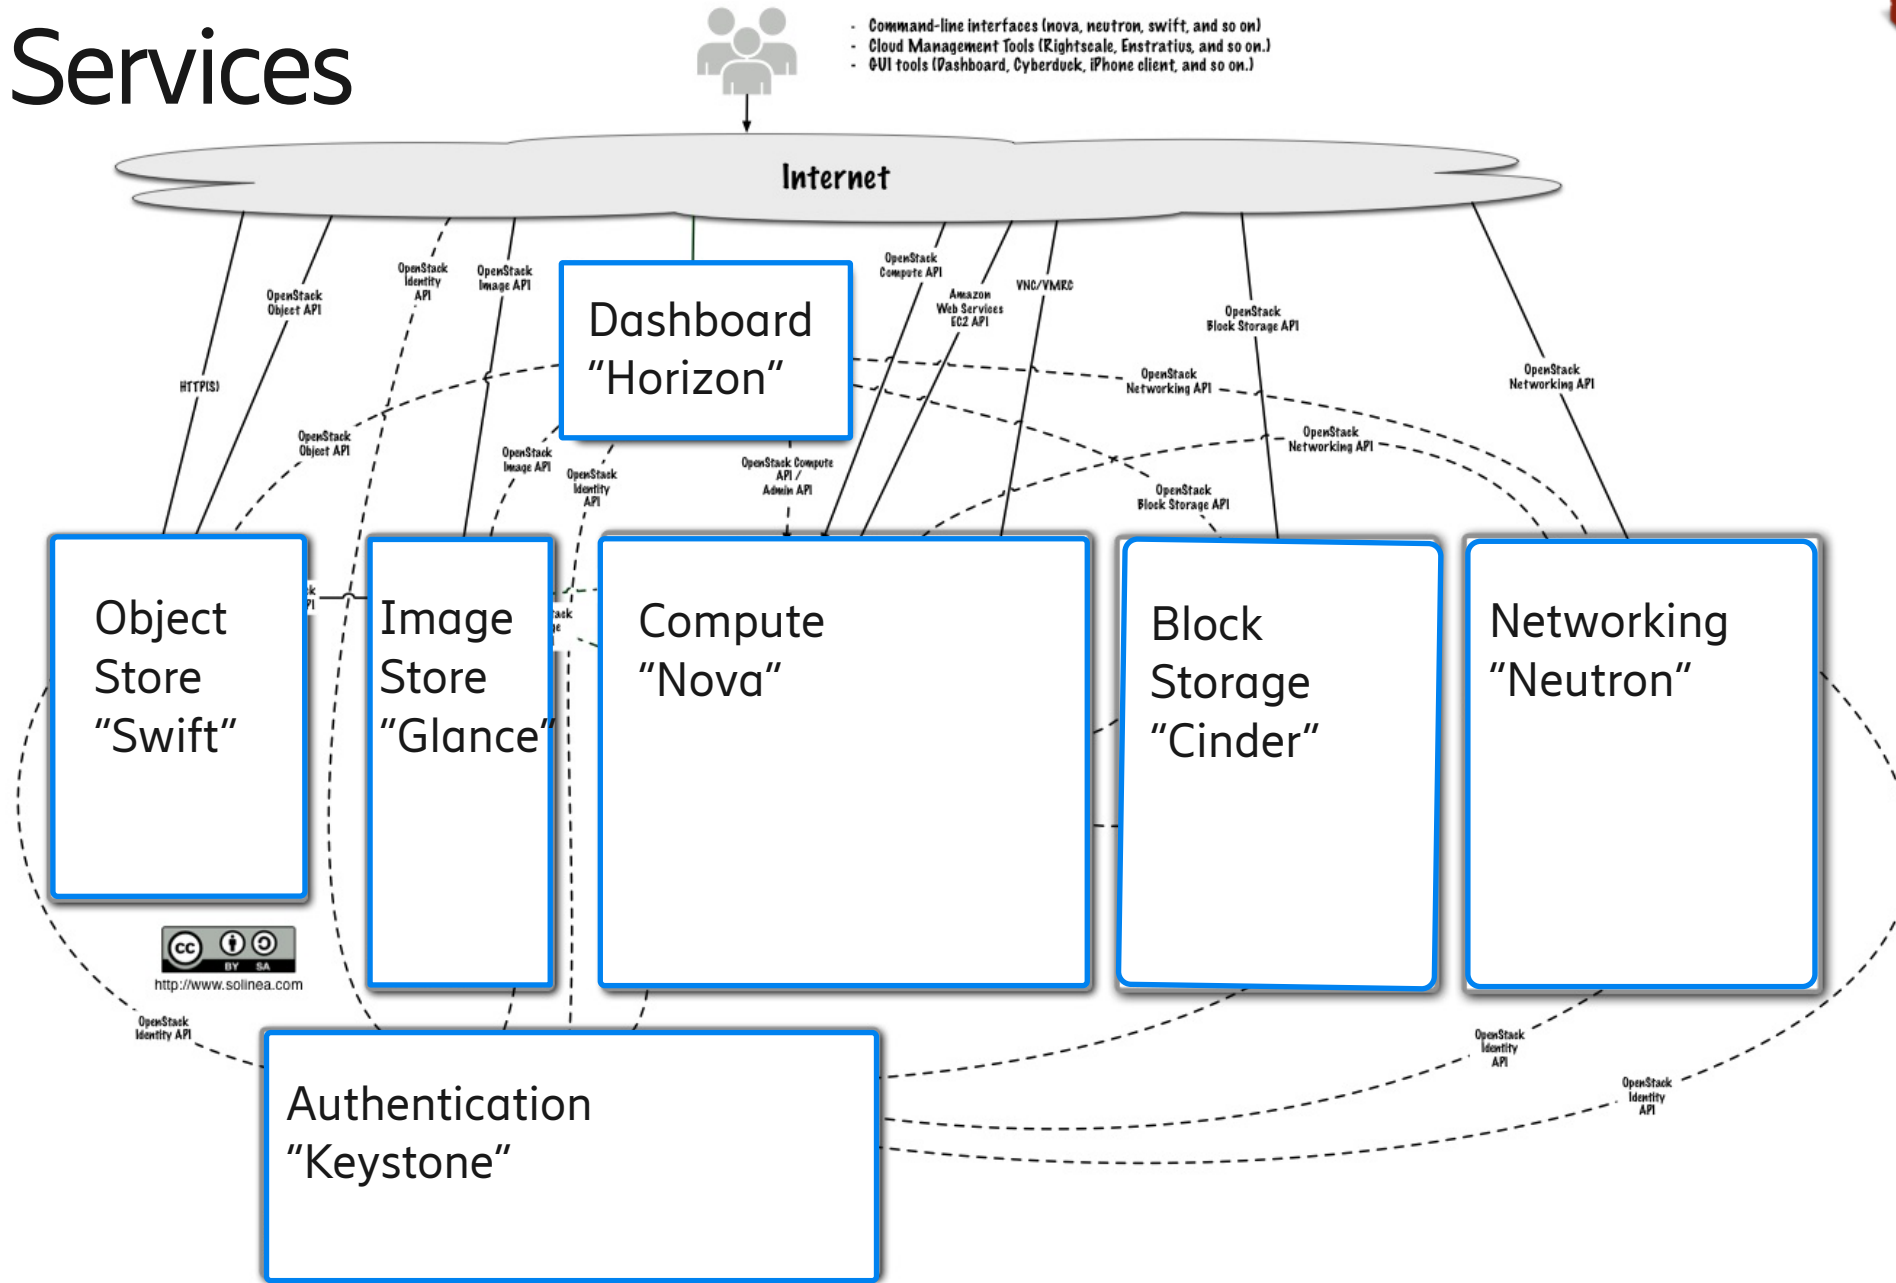 Services
- Command-line interfaces (nova, neutron, swift, and so on)
- Cloud Management Tools (Rightscale, Enstratius, and so on.)
- GUI tools (Dashboard, Cyberduck, iPhone client, and so on.)
Internet
OpenStack
Object API
OpenStack
Identity
API
OpenStack
Image API
OpenStack
Compute API
Amazon
Web Services
EC2 API
VNC/VMRC
OpenStack
Block Storage API
OpenStack
Networking API
HTTP(S)
Dashboard
“Horizon”
OpenStack
Networking API
OpenStack
Networking API
OpenStack
Object API
OpenStack
Image API
OpenStack
Identity
API
OpenStack Compute
API /
Admin API
OpenStack
Block Storage API
Object
Store
“Swift”
Image
Store
“Glance”
Compute
“Nova”
Block
Storage
“Cinder”
Networking
“Neutron”
cc
BY SA
http://www.solinea.com
OpenStack
Identity API
OpenStack
Identity
API
OpenStack
Identity
API
Authentication
“Keystone”